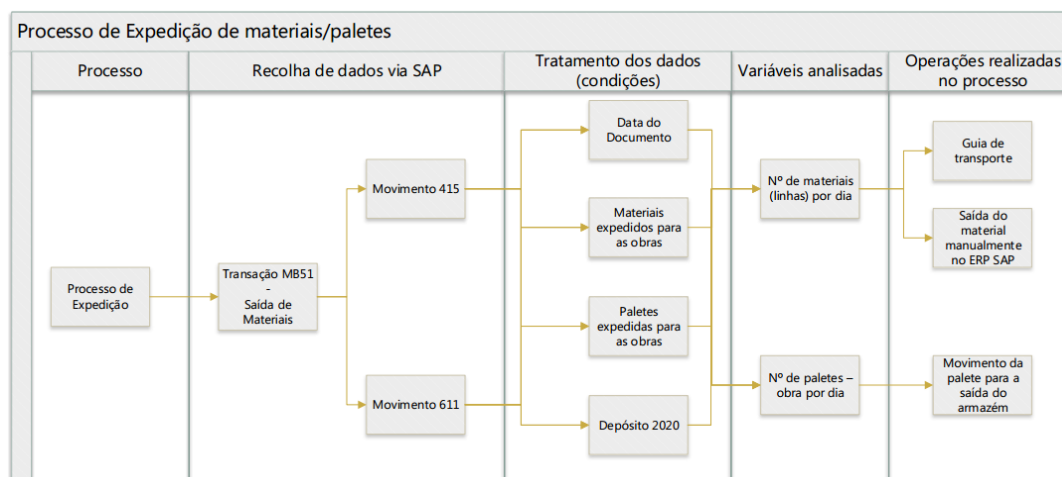 Processo de Expedição de materiais/paletes
Processo
Recolha de dados via SAP
Tratamento dos dados
(condições)
Variáveis analisadas
Operações realizadas
no processo
Processo de
Expedição
Transação MB51
-
Saída de
Materiais
Movimento 415
Movimento 611
Data do
Documento
Materiais
expedidos para
as obras
Paletes
expedidas para
as obras
Depósito 2020
Nº de materiais
(linhas) por dia
Nº de paletes –
obra por dia
Guia de
transporte
Saída do
material
manualmente
no ERP SAP
Movimento da
palete para a
saída do
armazém